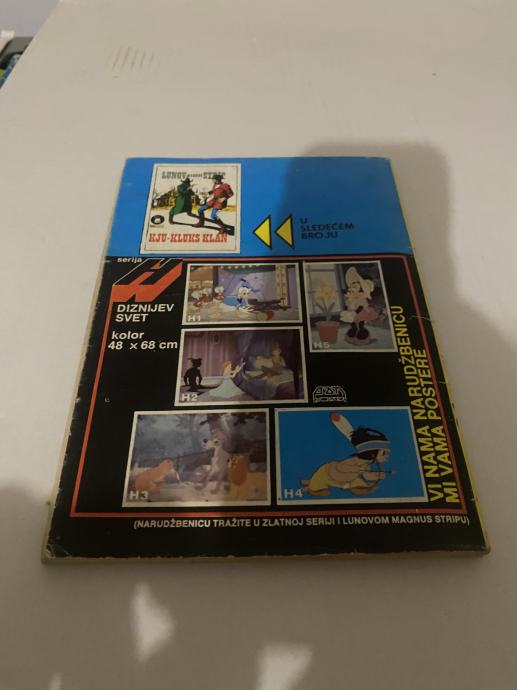 LUNOV MAGNUS STRIP
KJU-KLUKS KLAN
U
SLEDEĆEM
BROJU
serija
H
DIZNIJEV
SVET
kolor
48 x 68 cm
H1
H5
H2
H3
H4
VI NAMA NARUDŽBENICU
MI VAMA POSTERE
(NARUDŽBENICU TRAŽITE U ZLATNOJ SERIJI I LUNOVOM MAGNUS STRIPU)